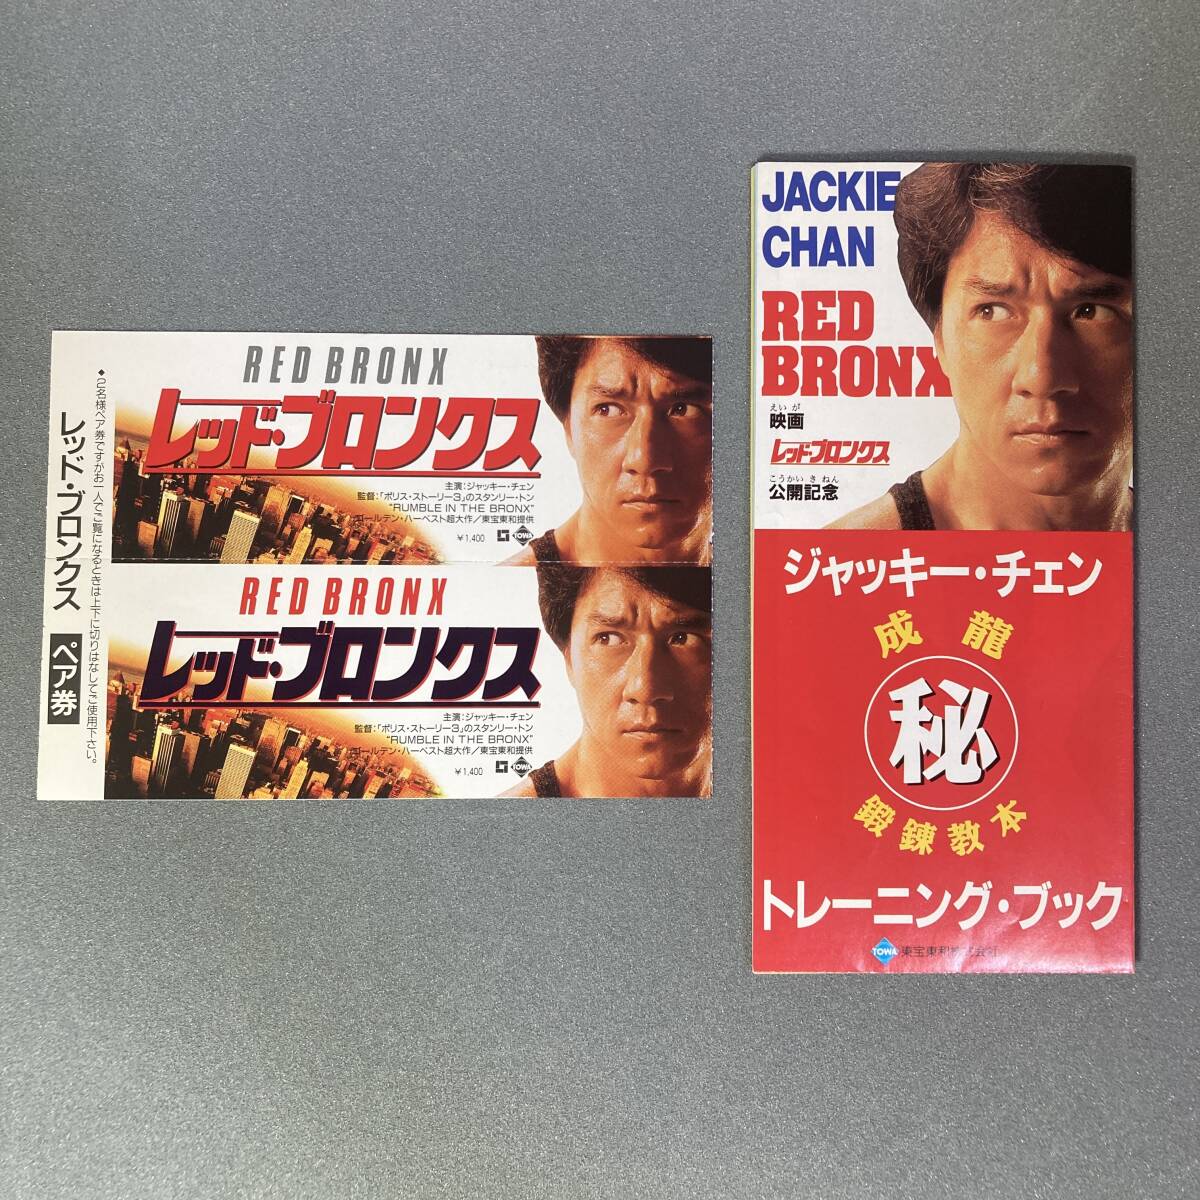 ◆2名様ペア券ですがお一人でご覧になるときは上下に切りはなしてご使用下さい。
レッド・ブロンクス ペア券
RED BRONX
レッド・ブロンクス
主演:ジャッキー・チェン
監督:「ポリス・ストーリー3」のスタンリー・トン
"RUMBLE IN THE BRONX"
ゴールデン・ハーベスト超大作/東宝東和提供
¥1,400
TOWA
RED BRONX
レッド・ブロンクス
主演:ジャッキー・チェン
監督:「ポリス・ストーリー3」のスタンリー・トン
"RUMBLE IN THE BRONX"
ゴールデン・ハーベスト超大作/東宝東和提供
¥1,400
TOWA
JACKIE
CHAN
RED
BRONX
えいが
映画
レッド・ブロンクス
こうかいきねん
公開記念
ジャッキー・チェン
成龍
秘
鍛錬教本
トレーニング・ブック
TOWA 東宝東和株式会社